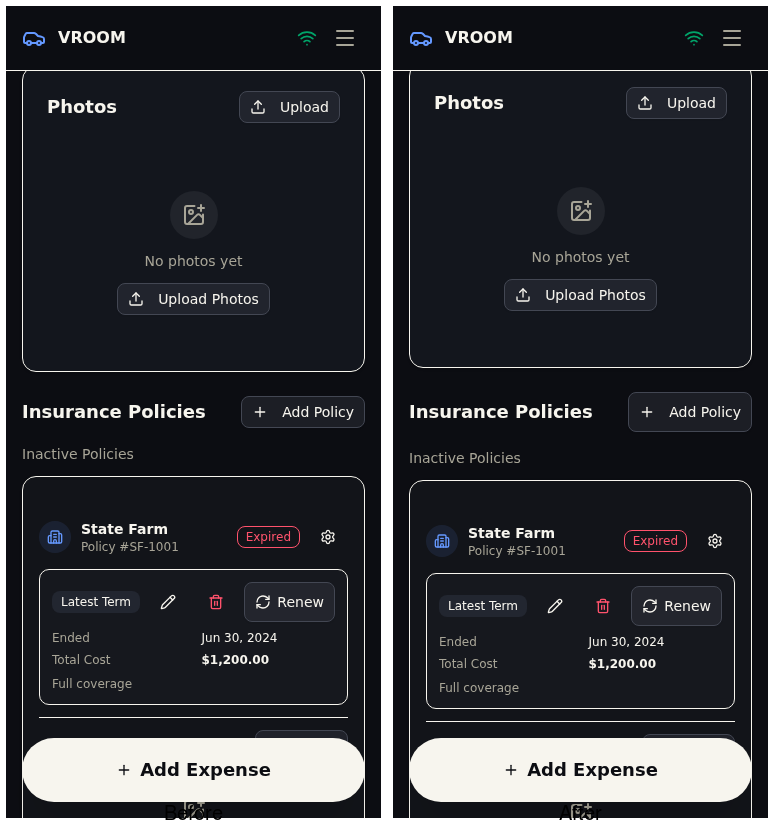 VROOM
Photos
Upload
No photos yet
Upload Photos
Insurance Policies
Add Policy
Inactive Policies
State Farm
Policy #SF-1001
Expired
Latest Term
Renew
Ended Jun 30, 2024
Total Cost $1,200.00
Full coverage
Add Expense
Before
VROOM
Photos
Upload
No photos yet
Upload Photos
Insurance Policies
Add Policy
Inactive Policies
State Farm
Policy #SF-1001
Expired
Latest Term
Renew
Ended Jun 30, 2024
Total Cost $1,200.00
Full coverage
Add Expense
After